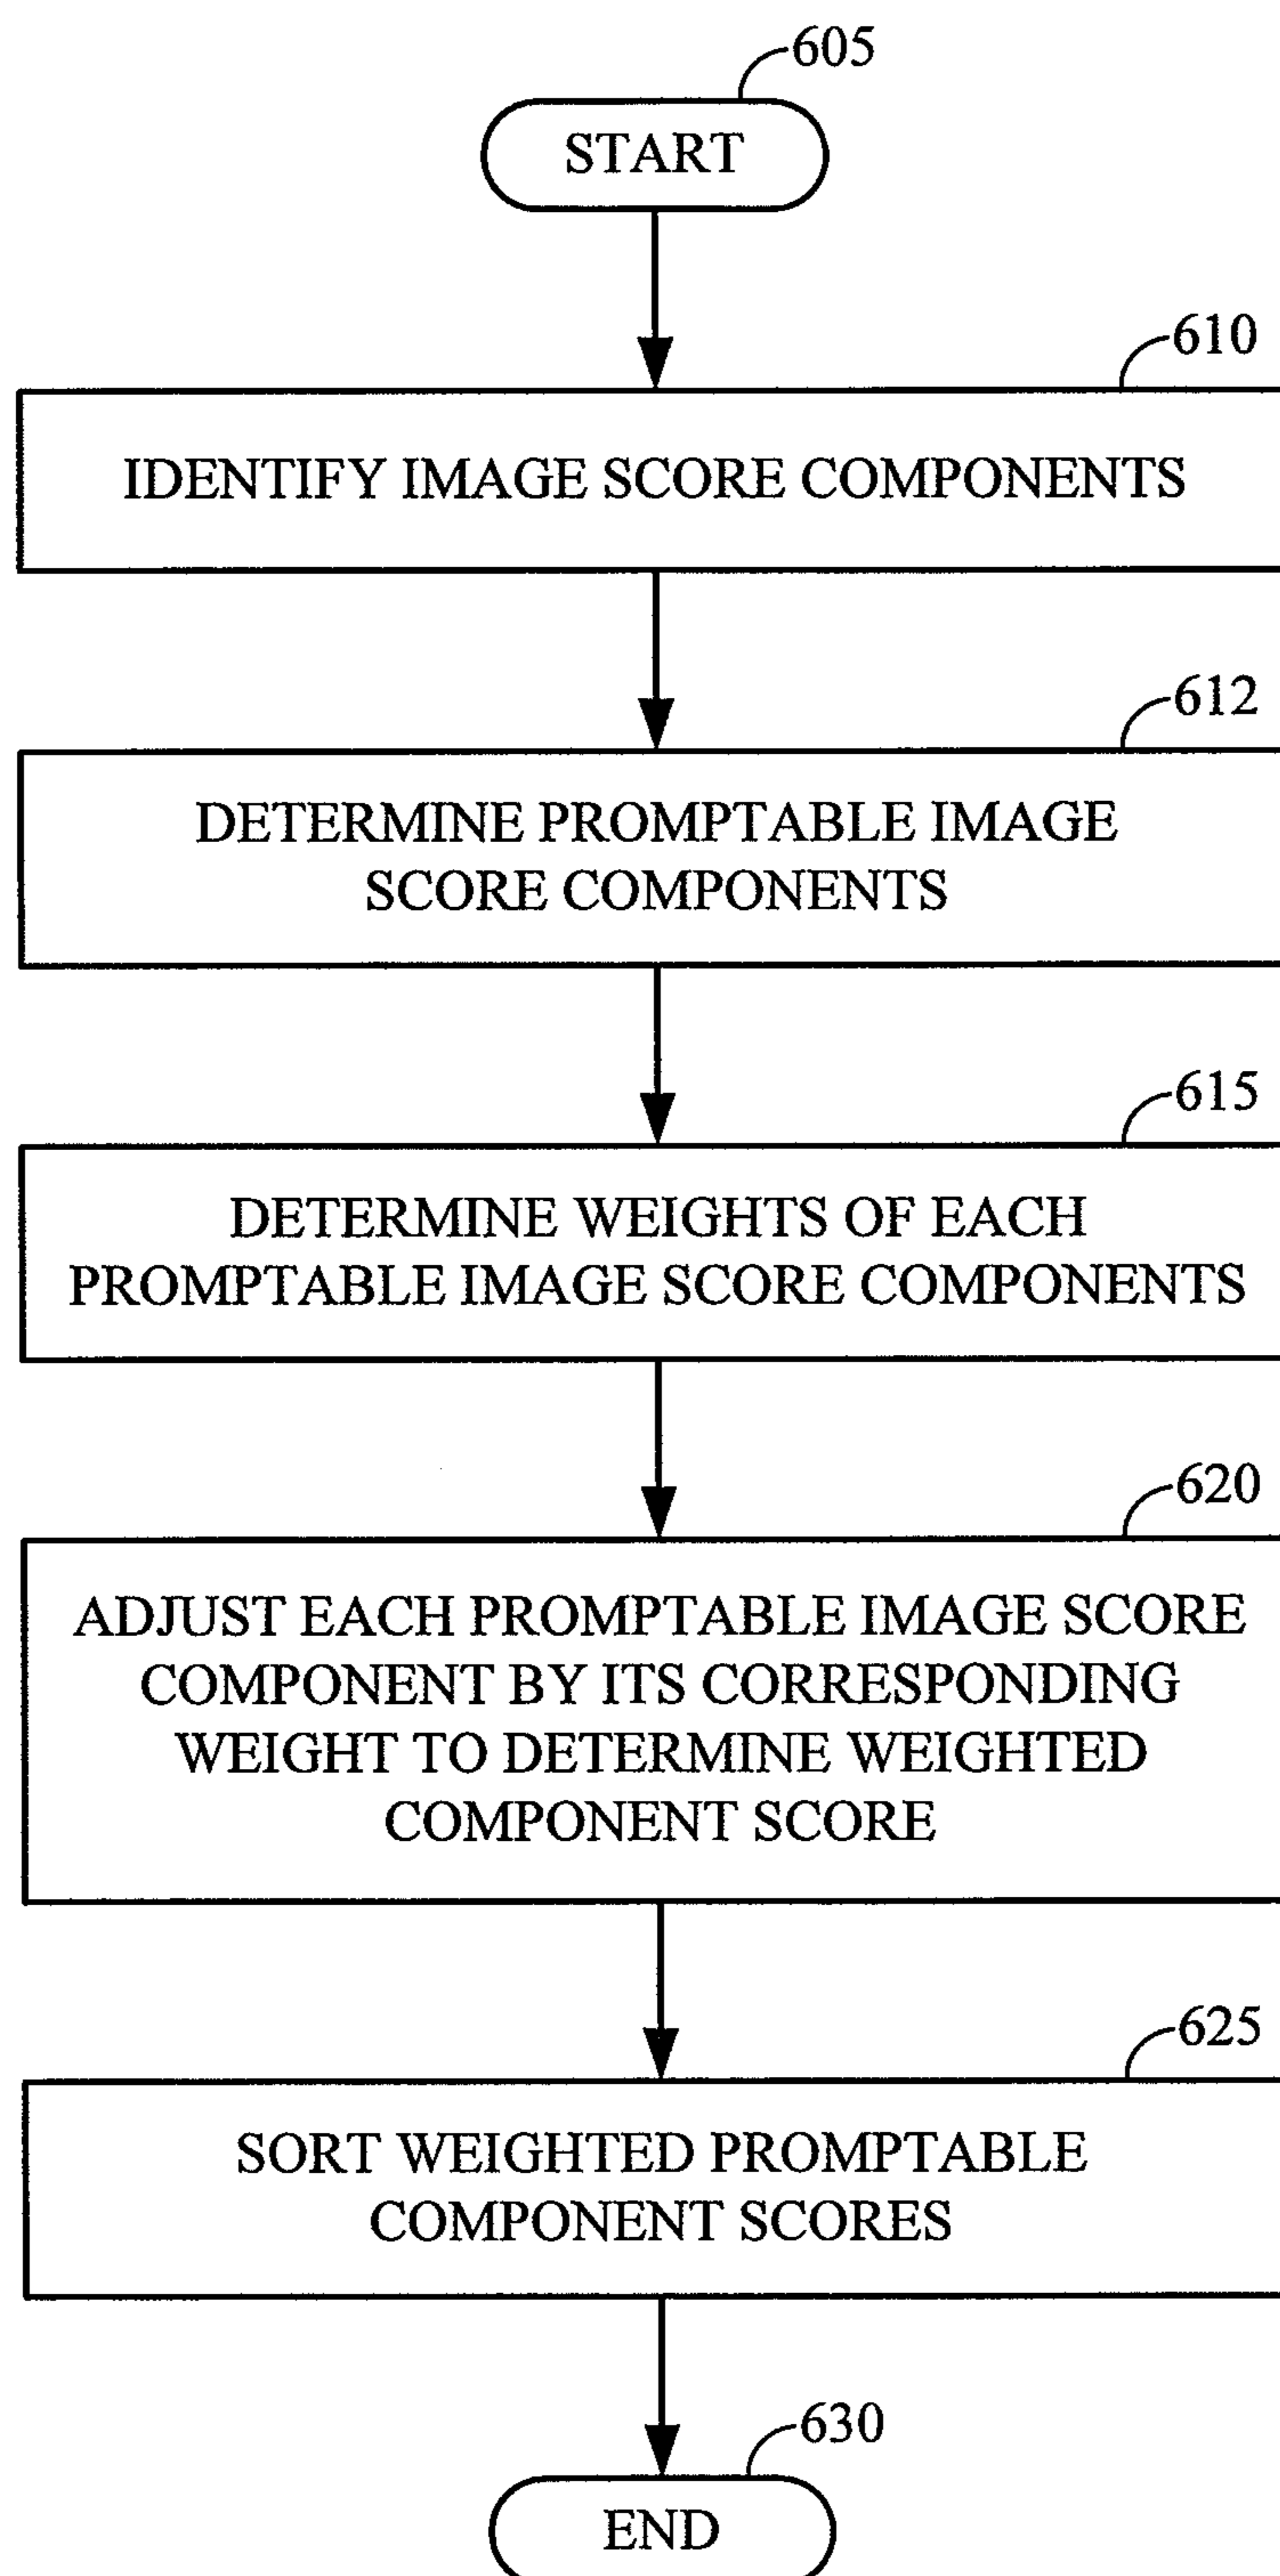 605
START
610
IDENTIFY IMAGE SCORE COMPONENTS
612
DETERMINE PROMPTABLE IMAGE
SCORE COMPONENTS
615
DETERMINE WEIGHTS OF EACH
PROMPTABLE IMAGE SCORE COMPONENTS
620
ADJUST EACH PROMPTABLE IMAGE SCORE
COMPONENT BY ITS CORRESPONDING
WEIGHT TO DETERMINE WEIGHTED
COMPONENT SCORE
625
SORT WEIGHTED PROMPTABLE
COMPONENT SCORES
630
END